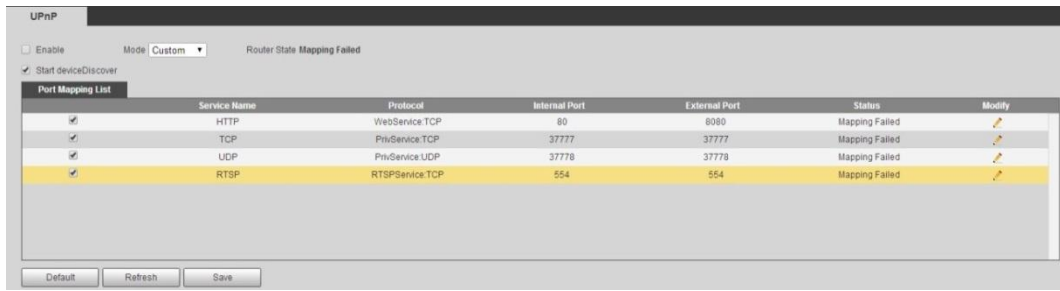 UPnP
Enable Mode Custom Router State Mapping Failed
Start deviceDiscover
Port Mapping List
Service Name Protocol Internal Port External Port Status Modify
HTTP WebService:TCP 80 8080 Mapping Failed
TCP PrivService:TCP 37777 37777 Mapping Failed
UDP PrivService:UDP 37778 37778 Mapping Failed
RTSP RTSPService:TCP 554 554 Mapping Failed
Default Refresh Save